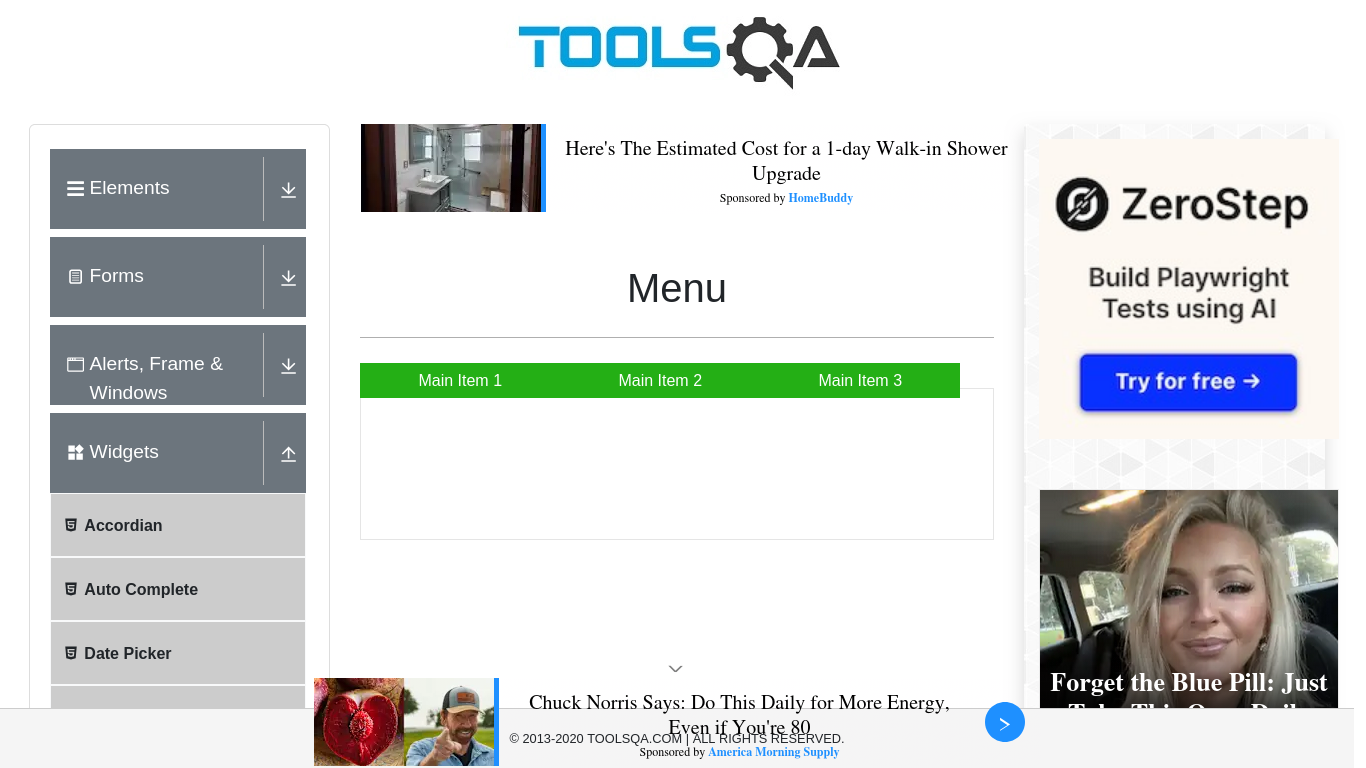 TOOLSQA
Elements
Forms
Alerts, Frame &
Windows
Widgets
Accordian
Auto Complete
Date Picker
Here's The Estimated Cost for a 1-day Walk-in Shower
Upgrade
Sponsored by HomeBuddy
Menu
Main Item 1
Main Item 2
Main Item 3
ZeroStep
Build Playwright
Tests using AI
Try for free →
Forget the Blue Pill: Just
Chuck Norris Says: Do This Daily for More Energy,
Even if You're 80
© 2013-2020 TOOLSQA.COM | ALL RIGHTS RESERVED.
Sponsored by America Morning Supply